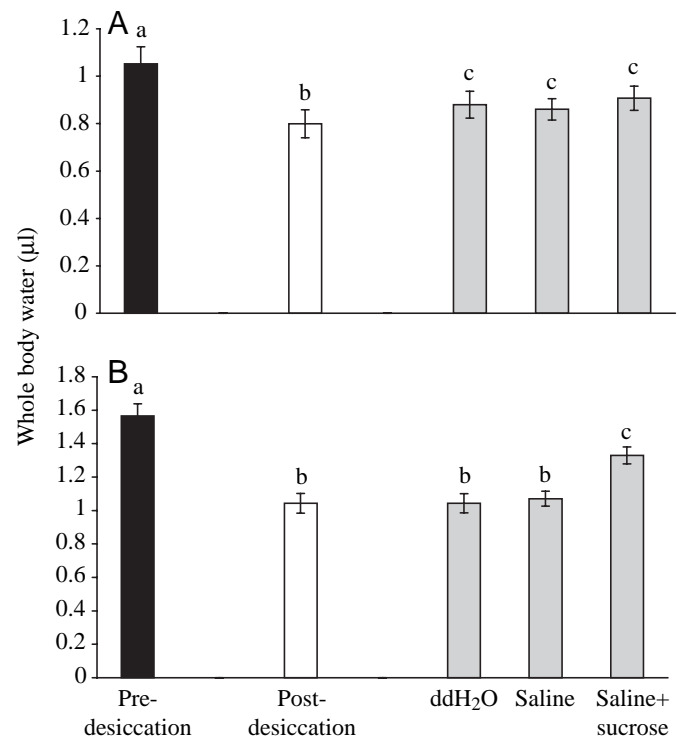 A
1.2
1
0.8
0.6
0.4
0.2
0
a
b
c
c
c
Whole body water (µl)
B
1.8
1.6
1.4
1.2
1
0.8
0.6
0.4
0.2
0
a
b
b
b
c
Pre-
desiccation
Post-
desiccation
ddH₂O
Saline
Saline+
sucrose